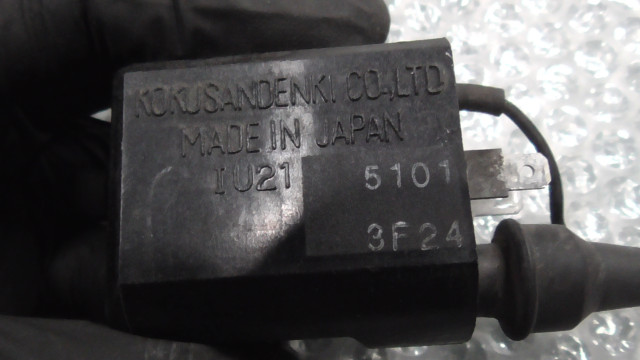 KOKUSANDENKI CO.,LTD
MADE IN JAPAN
IU21 5101
3F24